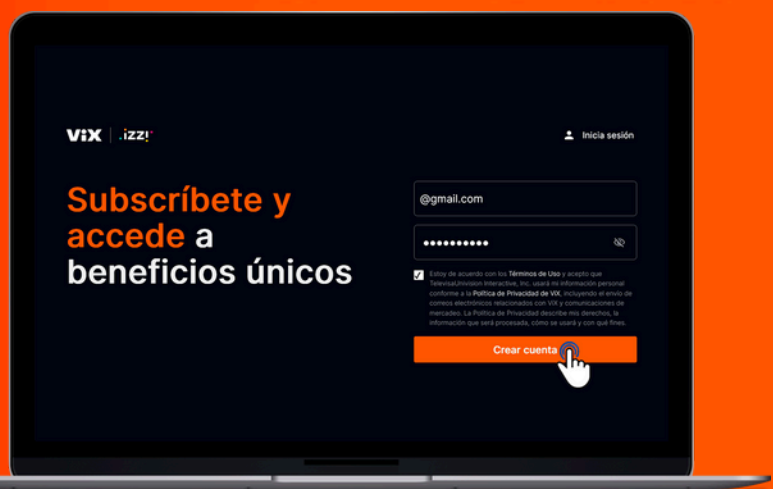 ViX | .izz!
Inicia sesión
Subscríbete y
accede a
beneficios únicos
@gmail.com
Estoy de acuerdo con los Términos de Uso y acepto que
TelevisaUnivision Interactive, Inc. usará mi información personal
conforme a la Política de Privacidad de ViX, incluyendo el envío de
correos electrónicos relacionados con ViX y comunicaciones de
mercadeo. La Política de Privacidad describe mis derechos, la
información que será procesada, cómo se usará y con qué fines.
Crear cuenta